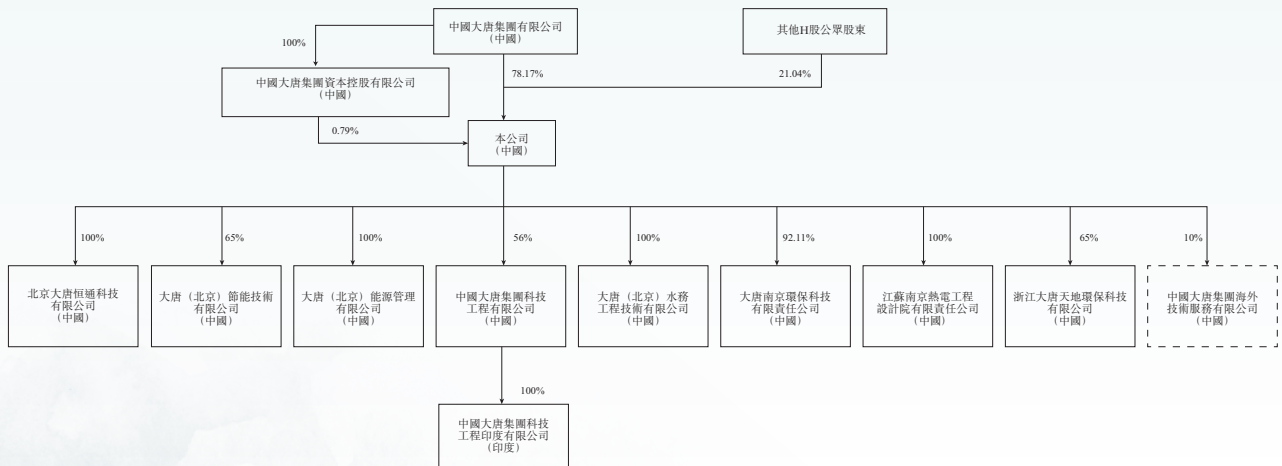 中國大唐集團有限公司
（中國）
其他H股公眾股東
100%
78.17%
21.04%
中國大唐集團資本控股有限公司
（中國）
0.79%
本公司
（中國）
100%
65%
100%
56%
100%
92.11%
100%
65%
10%
北京大唐恒通科技
有限公司
（中國）
大唐（北京）節能技術
有限公司
（中國）
大唐（北京）能源管理
有限公司
（中國）
中國大唐集團科技
工程有限公司
（中國）
大唐（北京）水務
工程技術有限公司
（中國）
大唐南京環保科技
有限責任公司
（中國）
江蘇南京熱電工程
設計院有限責任公司
（中國）
浙江大唐天地環保科技
有限公司
（中國）
中國大唐集團海外
技術服務有限公司
（中國）
100%
中國大唐集團科技
工程印度有限公司
（印度）